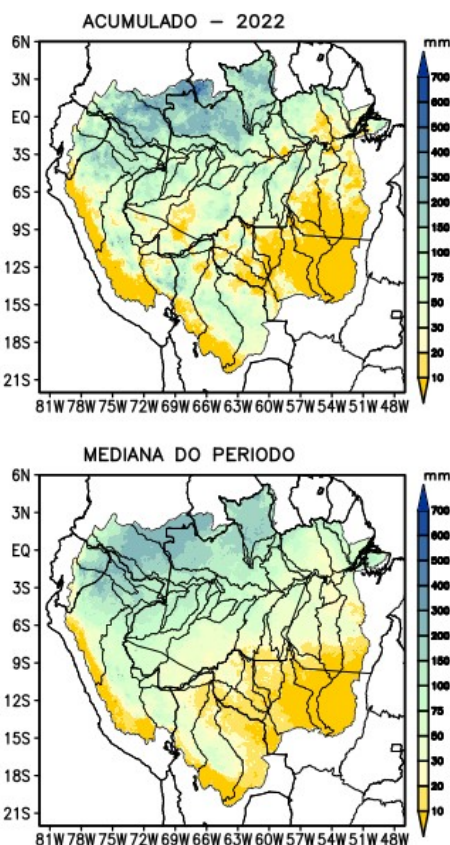 ACUMULADO – 2022
mm
6N
3N
EQ
3S
6S
9S
12S
15S
18S
21S
81W 78W 75W 72W 69W 66W 63W 60W 57W 54W 51W 48W
700
600
500
300
200
150
100
75
50
30
20
10
MEDIANA DO PERIODO
mm
6N
3N
EQ
3S
6S
9S
12S
15S
18S
21S
81W 78W 75W 72W 69W 66W 63W 60W 57W 54W 51W 48W
700
600
500
300
200
150
100
75
50
30
20
10